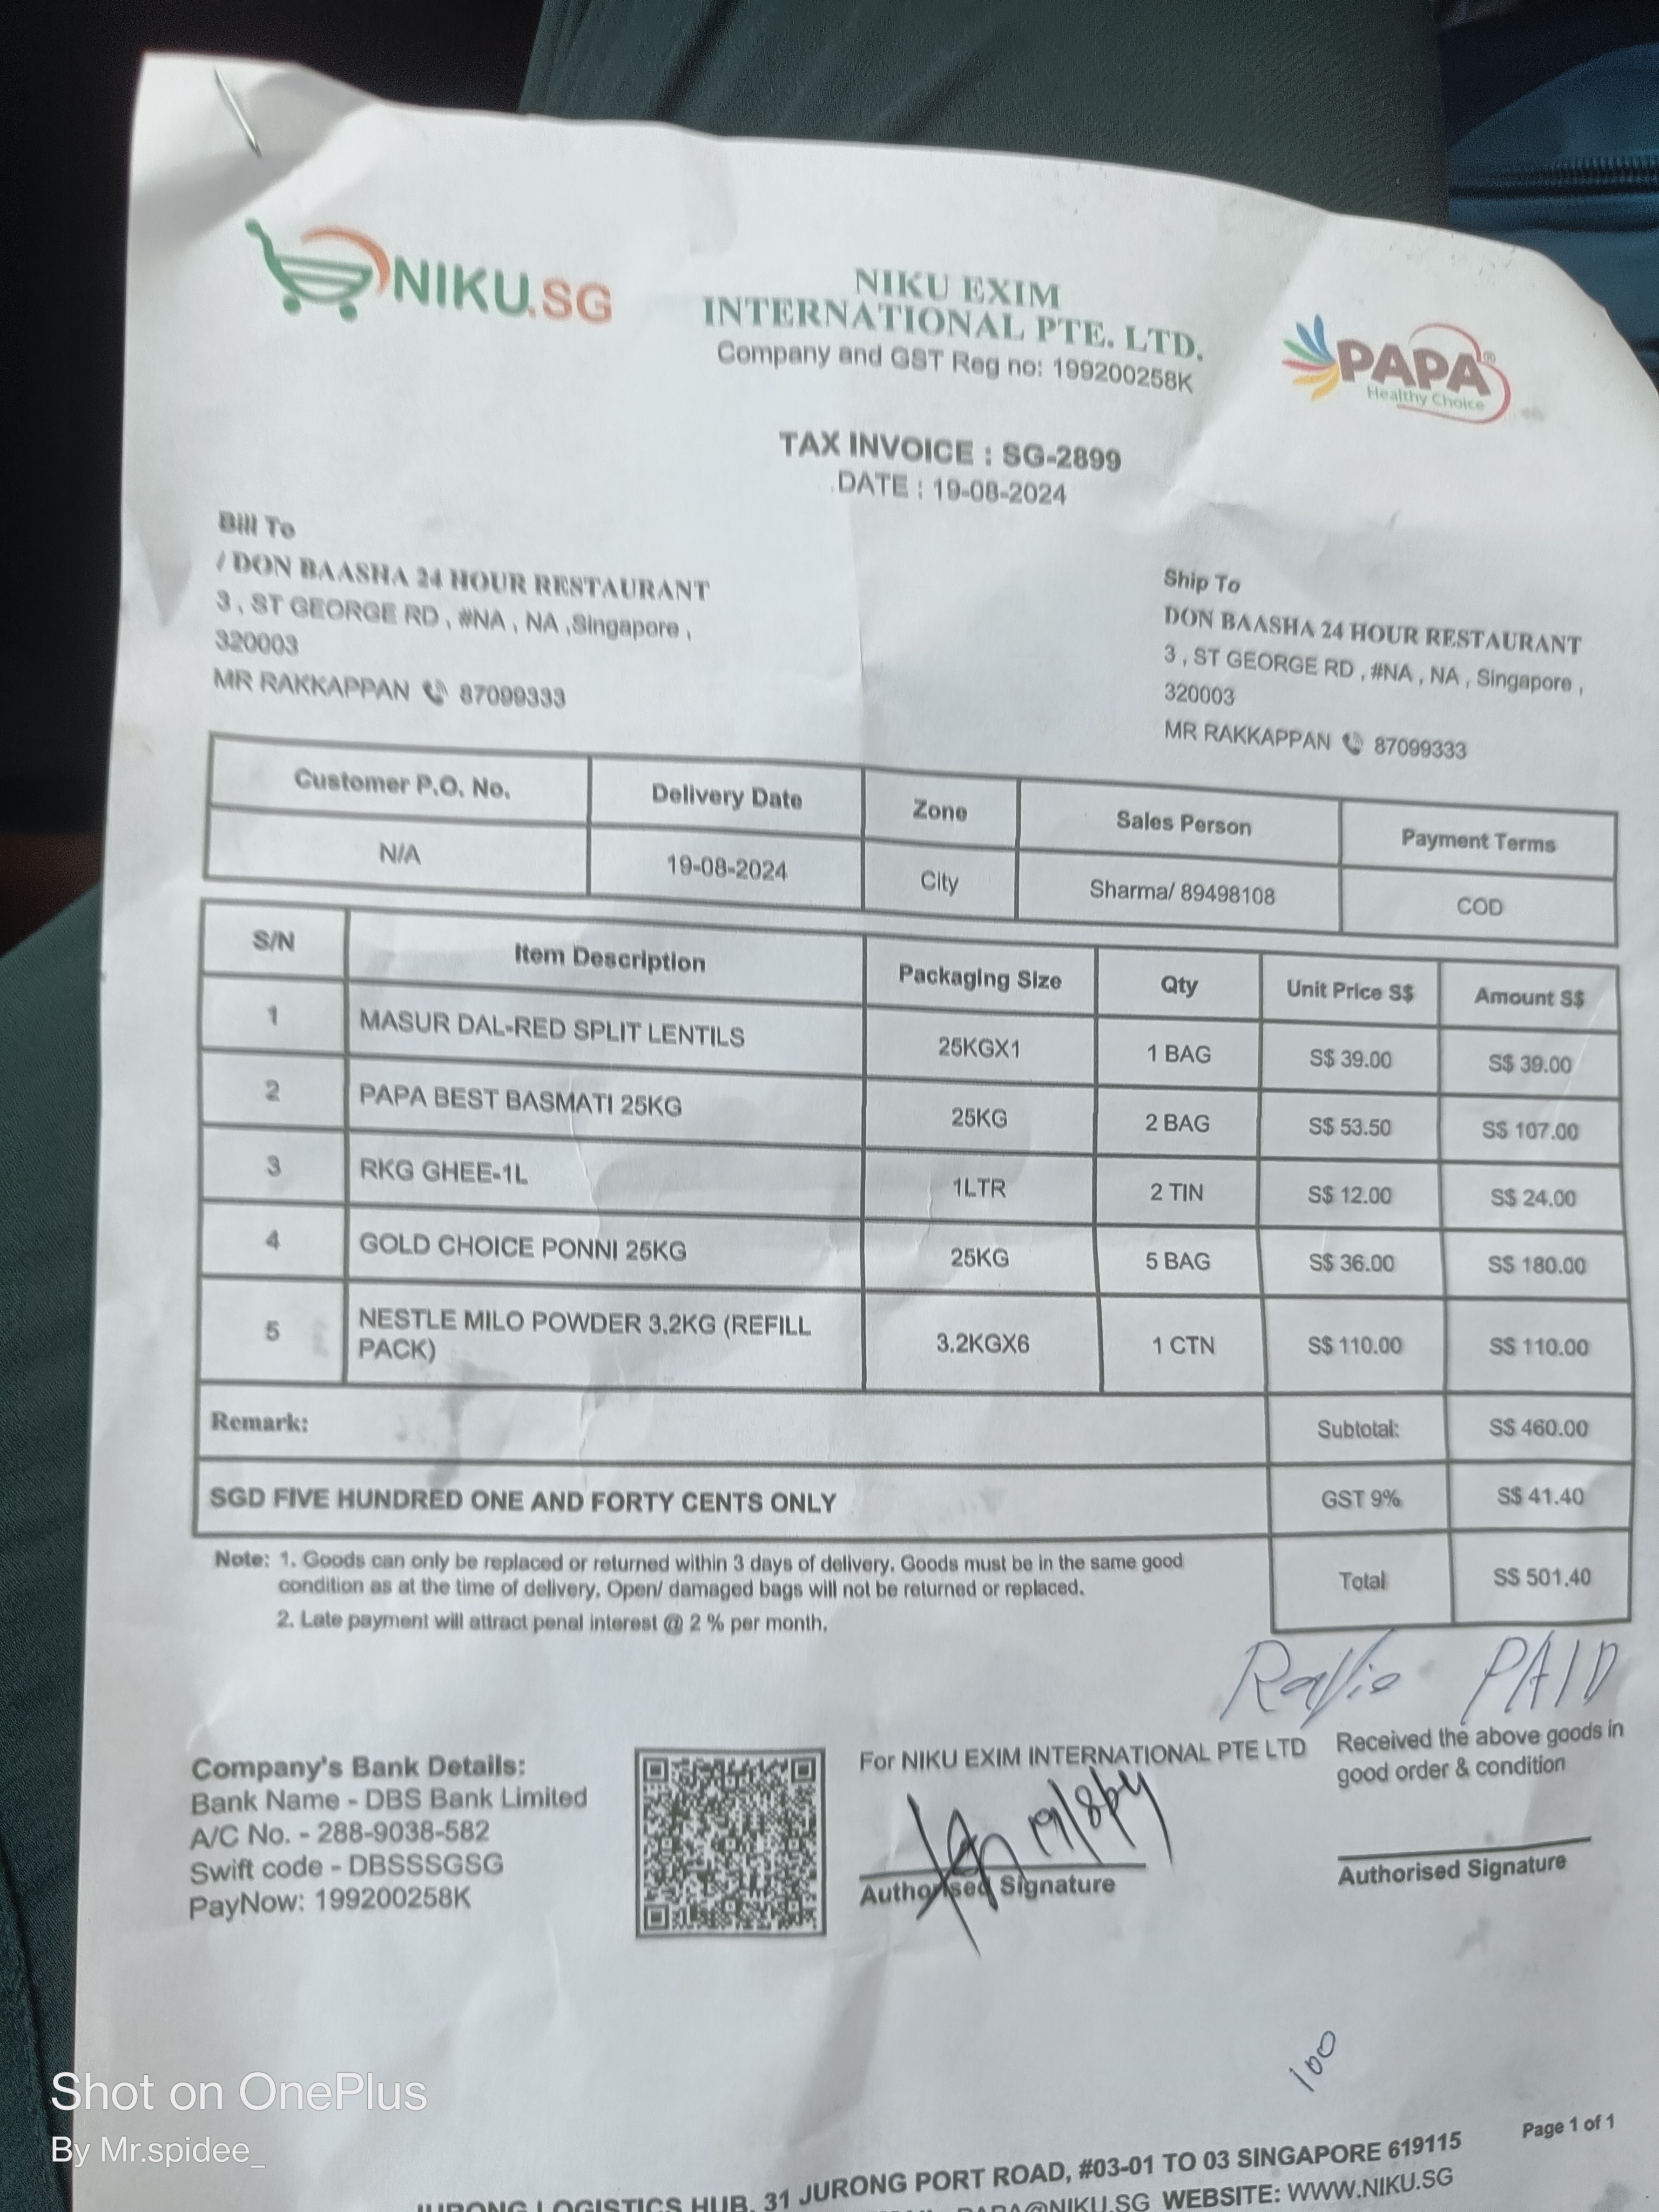 NIKU.SG
NIKU EXIM
INTERNATIONAL PTE. LTD.
Company and GST Reg no: 199200258K
PAPA®
Healthy Choice
TAX INVOICE : SG-2899
DATE : 19-08-2024
Bill To
/ DON BAASHA 24 HOUR RESTAURANT
3 , ST GEORGE RD , #NA , NA ,Singapore ,
320003
MR RAKKAPPAN 87099333
Ship To
DON BAASHA 24 HOUR RESTAURANT
3 , ST GEORGE RD , #NA , NA , Singapore ,
320003
MR RAKKAPPAN 87099333
Customer P.O. No. Delivery Date Zone Sales Person Payment Terms
N/A 19-08-2024 City Sharma/ 89498108 COD
S/N Item Description Packaging Size Qty Unit Price S$ Amount S$
1 MASUR DAL-RED SPLIT LENTILS 25KGX1 1 BAG S$ 39.00 S$ 39.00
2 PAPA BEST BASMATI 25KG 25KG 2 BAG S$ 53.50 S$ 107.00
3 RKG GHEE-1L 1LTR 2 TIN S$ 12.00 S$ 24.00
4 GOLD CHOICE PONNI 25KG 25KG 5 BAG S$ 36.00 S$ 180.00
5 NESTLE MILO POWDER 3.2KG (REFILL
PACK) 3.2KGX6 1 CTN S$ 110.00 S$ 110.00
Remark: Subtotal: S$ 460.00
SGD FIVE HUNDRED ONE AND FORTY CENTS ONLY GST 9% S$ 41.40
Total S$ 501.40
Note: 1. Goods can only be replaced or returned within 3 days of delivery. Goods must be in the same good
condition as at the time of delivery. Open/ damaged bags will not be returned or replaced.
2. Late payment will attract penal interest @ 2 % per month.
PAID
Company's Bank Details:
Bank Name - DBS Bank Limited
A/C No. - 288-9038-582
Swift code - DBSSSGSG
PayNow: 199200258K
For NIKU EXIM INTERNATIONAL PTE LTD
19/8/24
Authorised Signature
Received the above goods in
good order & condition
Authorised Signature
100
Page 1 of 1
JURONG LOGISTICS HUB, 31 JURONG PORT ROAD, #03-01 TO 03 SINGAPORE 619115
PAPA@NIKU.SG WEBSITE: WWW.NIKU.SG
Shot on OnePlus
By Mr.spidee_